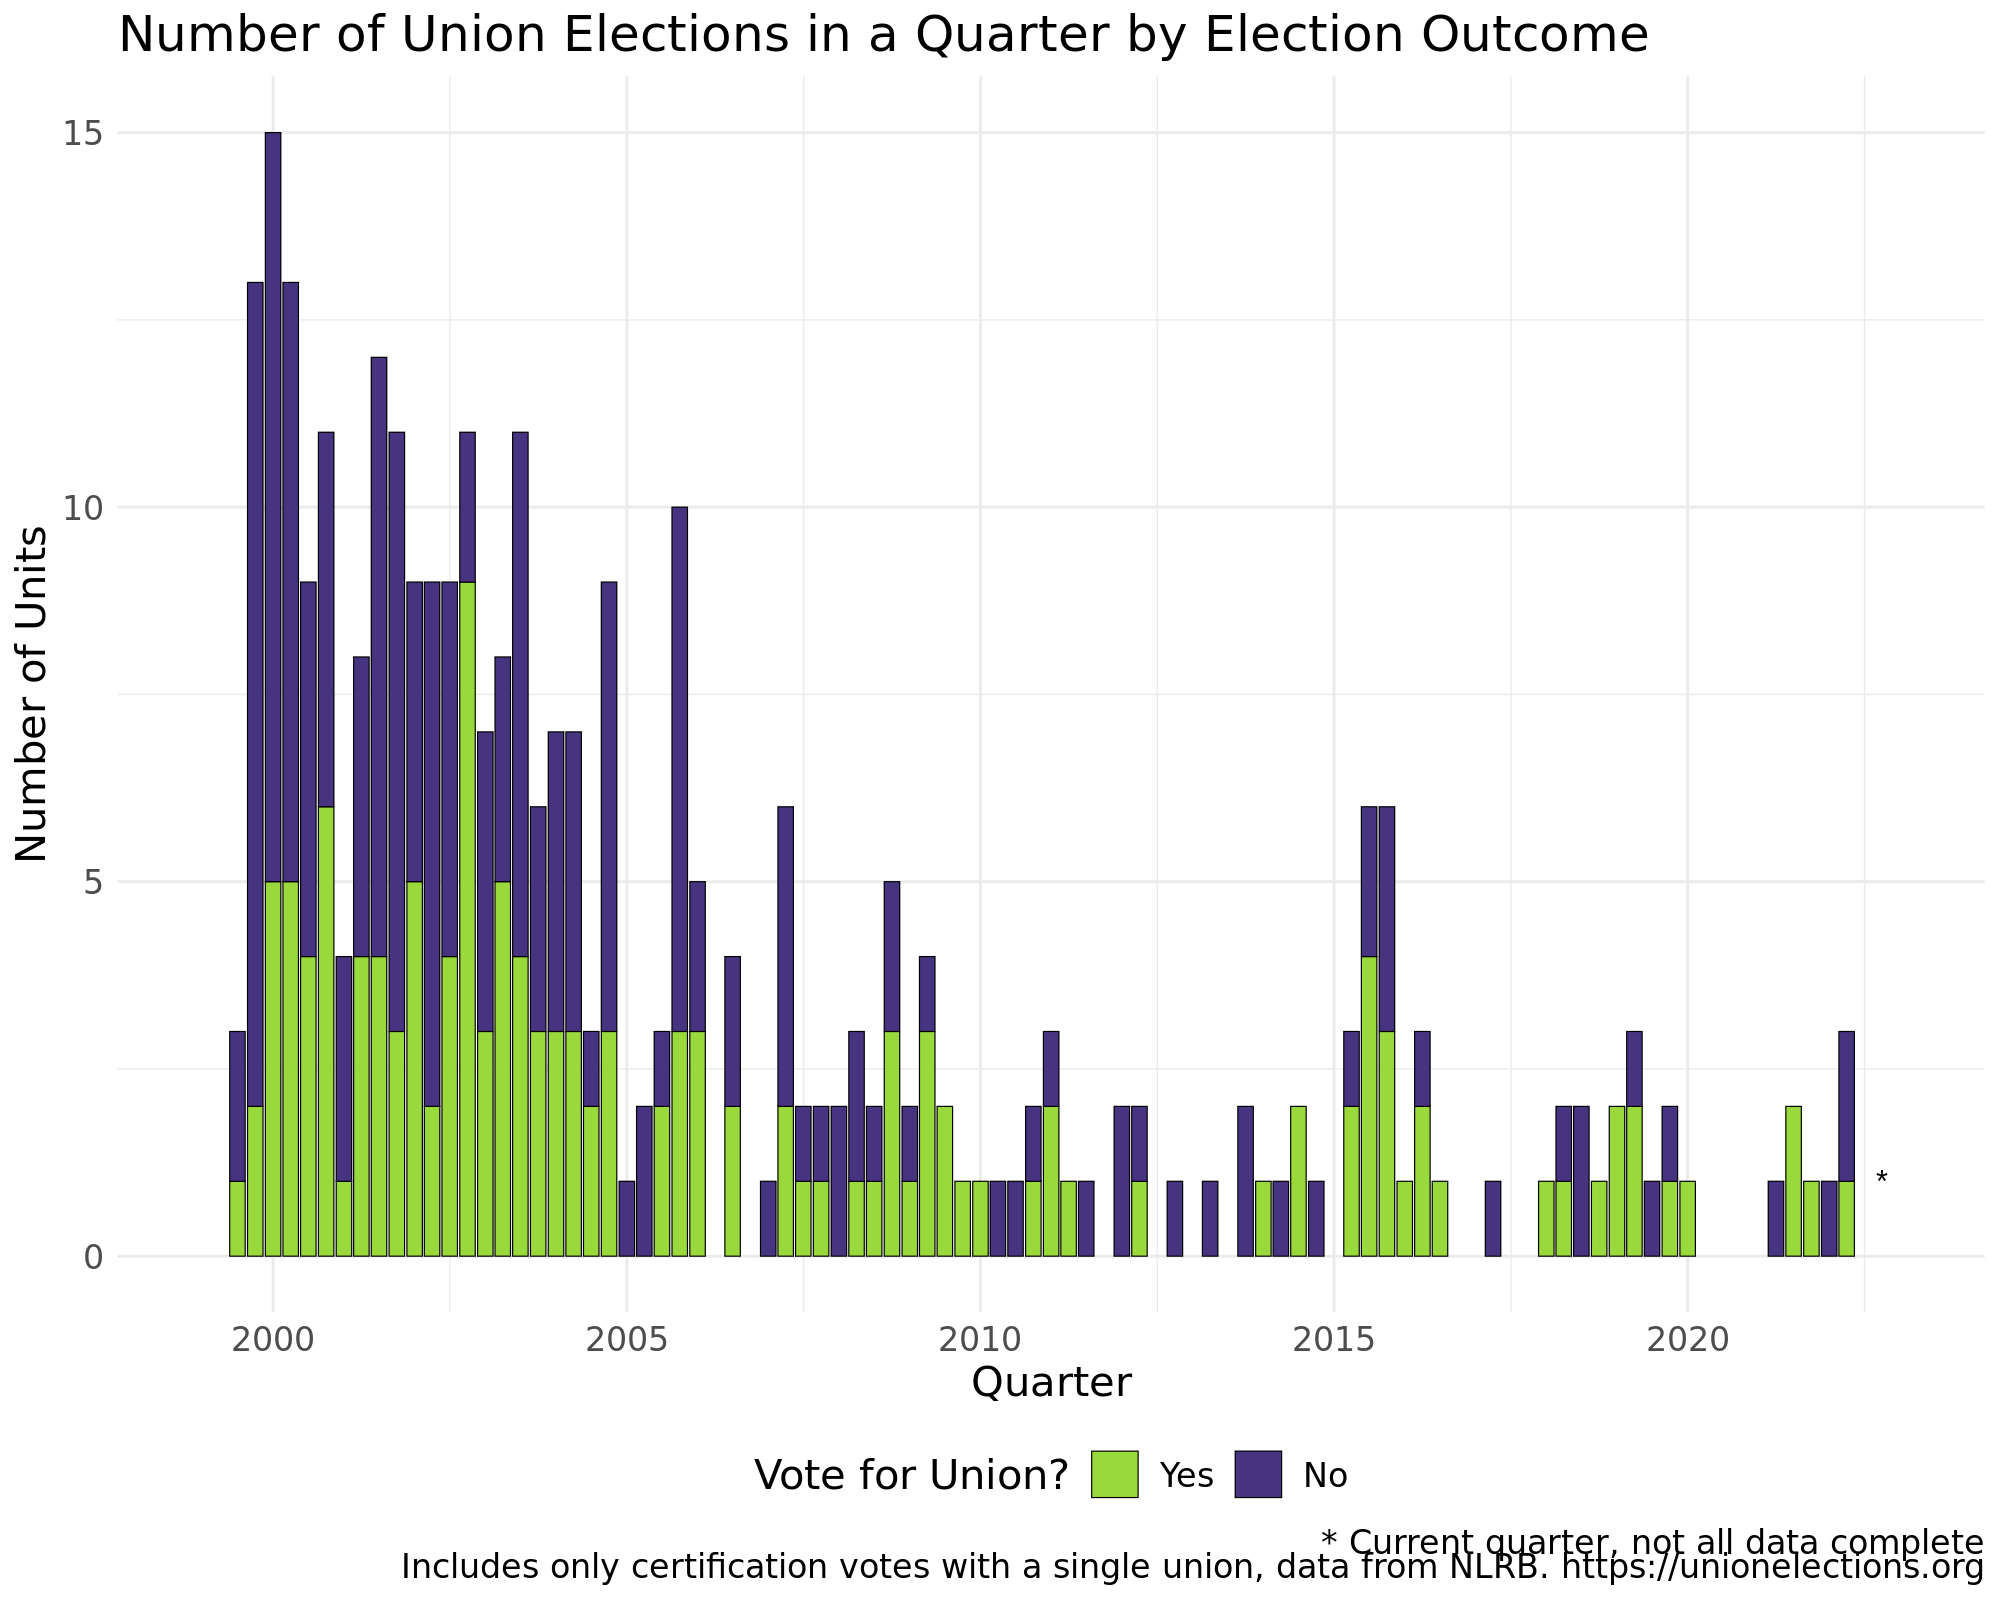 Number of Union Elections in a Quarter by Election Outcome
15
10
5
0
Number of Units
2000 2005 2010 2015 2020
*
Quarter
Vote for Union? Yes No
* Current quarter, not all data complete
Includes only certification votes with a single union, data from NLRB. https://unionelections.org